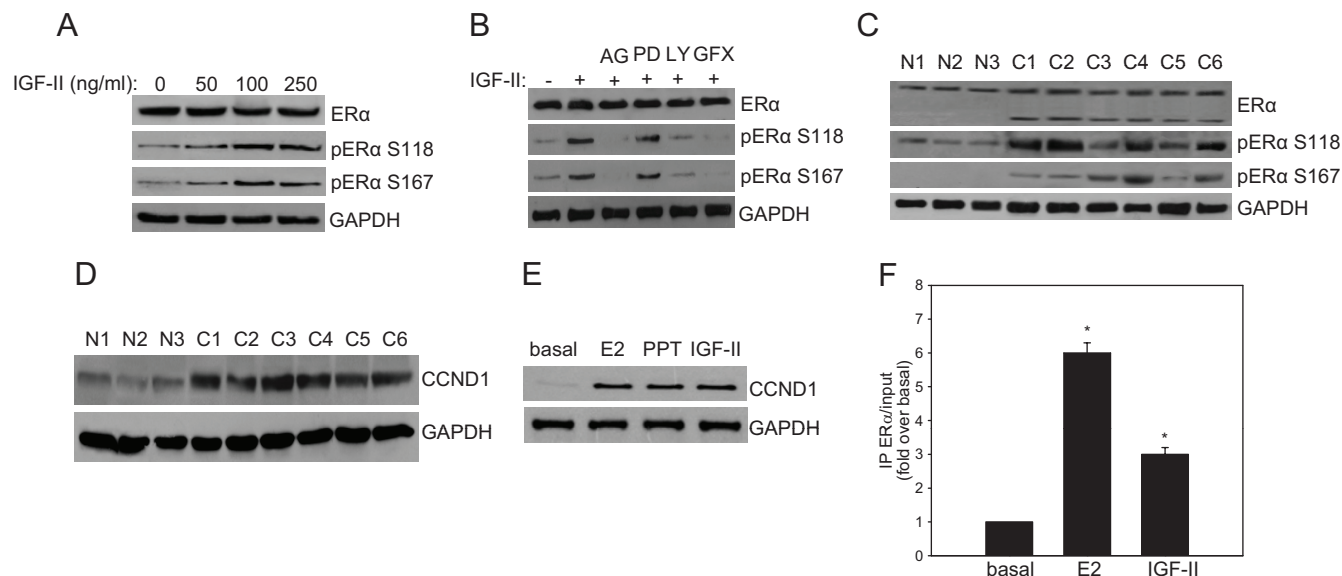 A
IGF-II (ng/ml): 0 50 100 250
ERα
pERα S118
pERα S167
GAPDH
B
AG PD LY GFX
IGF-II: - + + + + +
ERα
pERα S118
pERα S167
GAPDH
C
N1 N2 N3 C1 C2 C3 C4 C5 C6
ERα
pERα S118
pERα S167
GAPDH
D
N1 N2 N3 C1 C2 C3 C4 C5 C6
CCND1
GAPDH
E
basal E2 PPT IGF-II
CCND1
GAPDH
F
IP ERα/input
(fold over basal)
8
7
6
5
4
3
2
1
0
*
*
basal E2 IGF-II